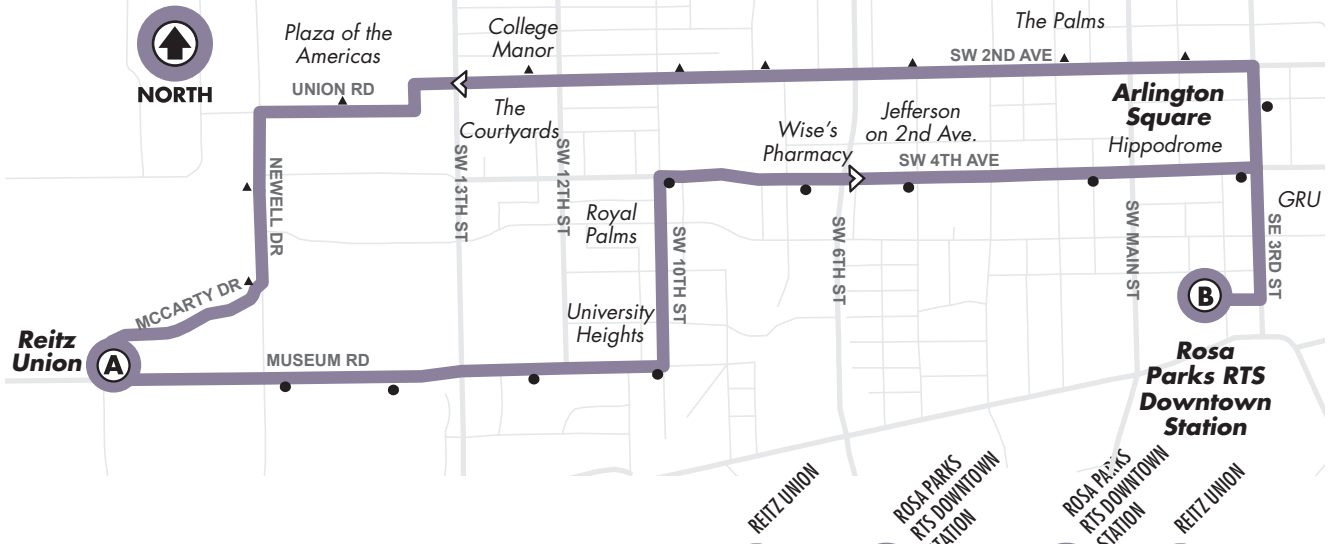 NORTH
Plaza of the
Americas
College
Manor
The Palms
UNION RD
SW 2ND AVE
The
Courtyards
Arlington
Square
Hippodrome
Jefferson
on 2nd Ave.
Wise's
Pharmacy
SW 4TH AVE
NEWELL DR
SW 13TH ST
SW 12TH ST
Royal
Palms
SW 10TH ST
SW 6TH ST
SW MAIN ST
GRU
SE 3RD ST
MCCARTY DR
University
Heights
Reitz
Union
A
MUSEUM RD
B
Rosa
Parks RTS
Downtown
Station
REITZ UNION
ROSA PARKS
RTS DOWNTOWN
STATION
ROSA PARKS
RTS DOWNTOWN
STATION
REITZ UNION